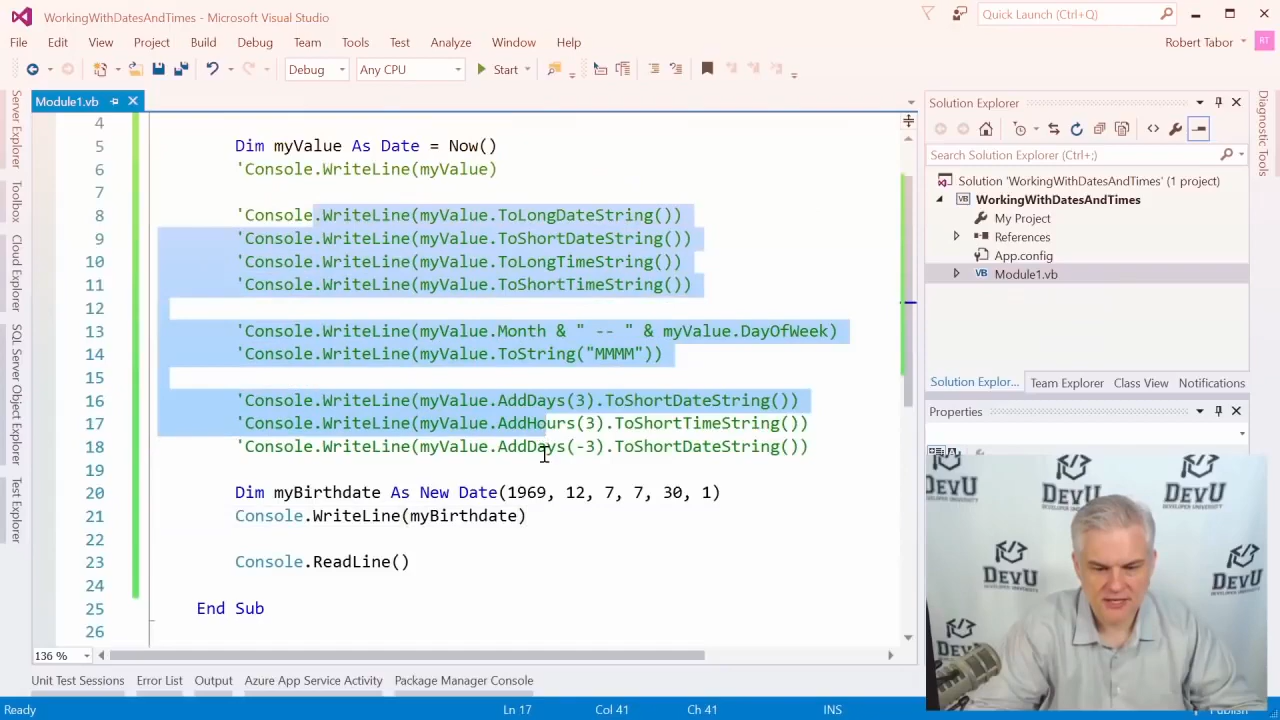 WorkingWithDatesAndTimes - Microsoft Visual Studio
Quick Launch (Ctrl+Q)
File Edit View Project Build Debug Team Tools Test Analyze Window Help
Robert Tabor RT
Debug Any CPU Start
Module1.vb
Server Explorer
Toolbox
Cloud Explorer
SQL Server Object Explorer
Test Explorer
4
5 Dim myValue As Date = Now()
6 'Console.WriteLine(myValue)
7
8 'Console.WriteLine(myValue.ToLongDateString())
9 'Console.WriteLine(myValue.ToShortDateString())
10 'Console.WriteLine(myValue.ToLongTimeString())
11 'Console.WriteLine(myValue.ToShortTimeString())
12
13 'Console.WriteLine(myValue.Month & " -- " & myValue.DayOfWeek)
14 'Console.WriteLine(myValue.ToString("MMMM"))
15
16 'Console.WriteLine(myValue.AddDays(3).ToShortDateString())
17 'Console.WriteLine(myValue.AddHours(3).ToShortTimeString())
18 'Console.WriteLine(myValue.AddDays(-3).ToShortDateString())
19
20 Dim myBirthdate As New Date(1969, 12, 7, 7, 30, 1)
21 Console.WriteLine(myBirthdate)
22
23 Console.ReadLine()
24
25 End Sub
26
136 %
Solution Explorer
Search Solution Explorer (Ctrl+;)
Solution 'WorkingWithDatesAndTimes' (1 project)
WorkingWithDatesAndTimes
My Project
References
App.config
VB Module1.vb
Solution Explor... Team Explorer Class View Notifications
Properties
Diagnostic Tools
DEVU
DEVELOPER UNIVERSITY
DEVU
DEVU
DEVU
DEVU
Unit Test Sessions Error List Output Azure App Service Activity Package Manager Console
Ready Ln 17 Col 41 Ch 41 INS Publish